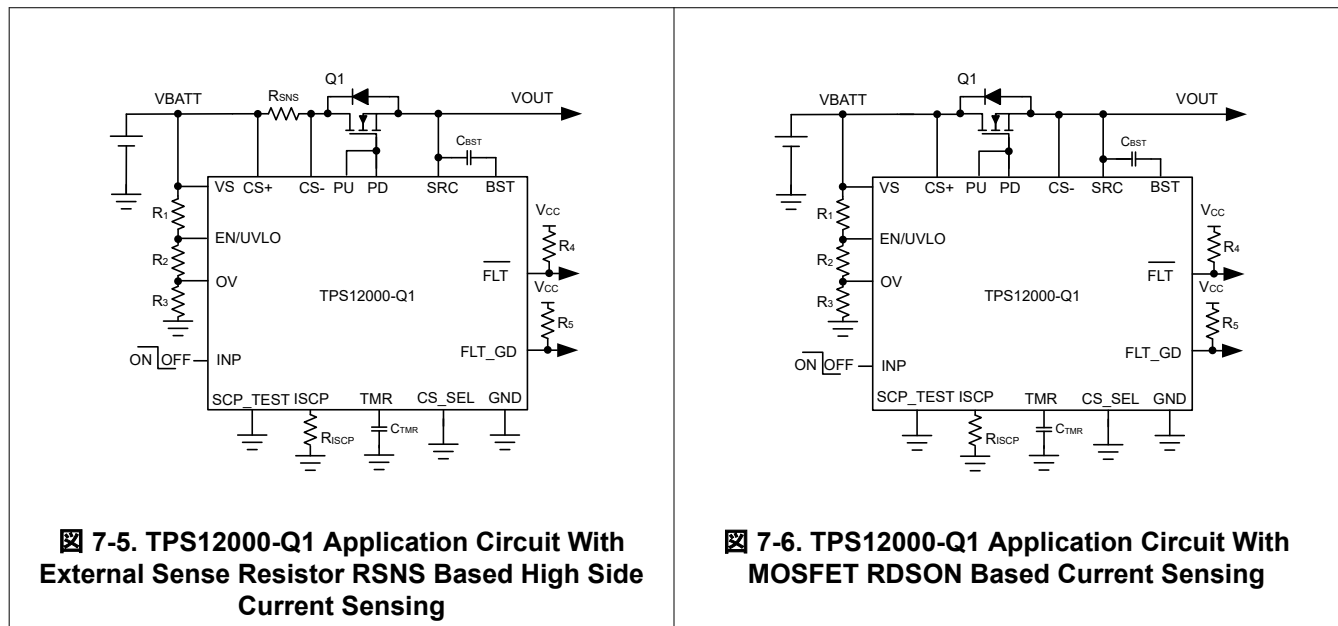 Q1
VBATT
RSNS
VOUT
CBST
VS
CS+
CS-
PU
PD
SRC
BST
R1
EN/UVLO
R2
OV
R3
TPS12000-Q1
VCC
R4
FLT
VCC
R5
FLT_GD
ON OFF
INP
SCP_TEST
ISCP
TMR
CS_SEL
GND
RISCP
CTMR
図 7-5. TPS12000-Q1 Application Circuit With
External Sense Resistor RSNS Based High Side
Current Sensing
Q1
VBATT
VOUT
CBST
VS
CS+
PU
PD
CS-
SRC
BST
R1
EN/UVLO
R2
OV
R3
TPS12000-Q1
VCC
R4
FLT
VCC
R5
FLT_GD
ON OFF
INP
SCP_TEST
ISCP
TMR
CS_SEL
GND
RISCP
CTMR
図 7-6. TPS12000-Q1 Application Circuit With
MOSFET RDSON Based Current Sensing